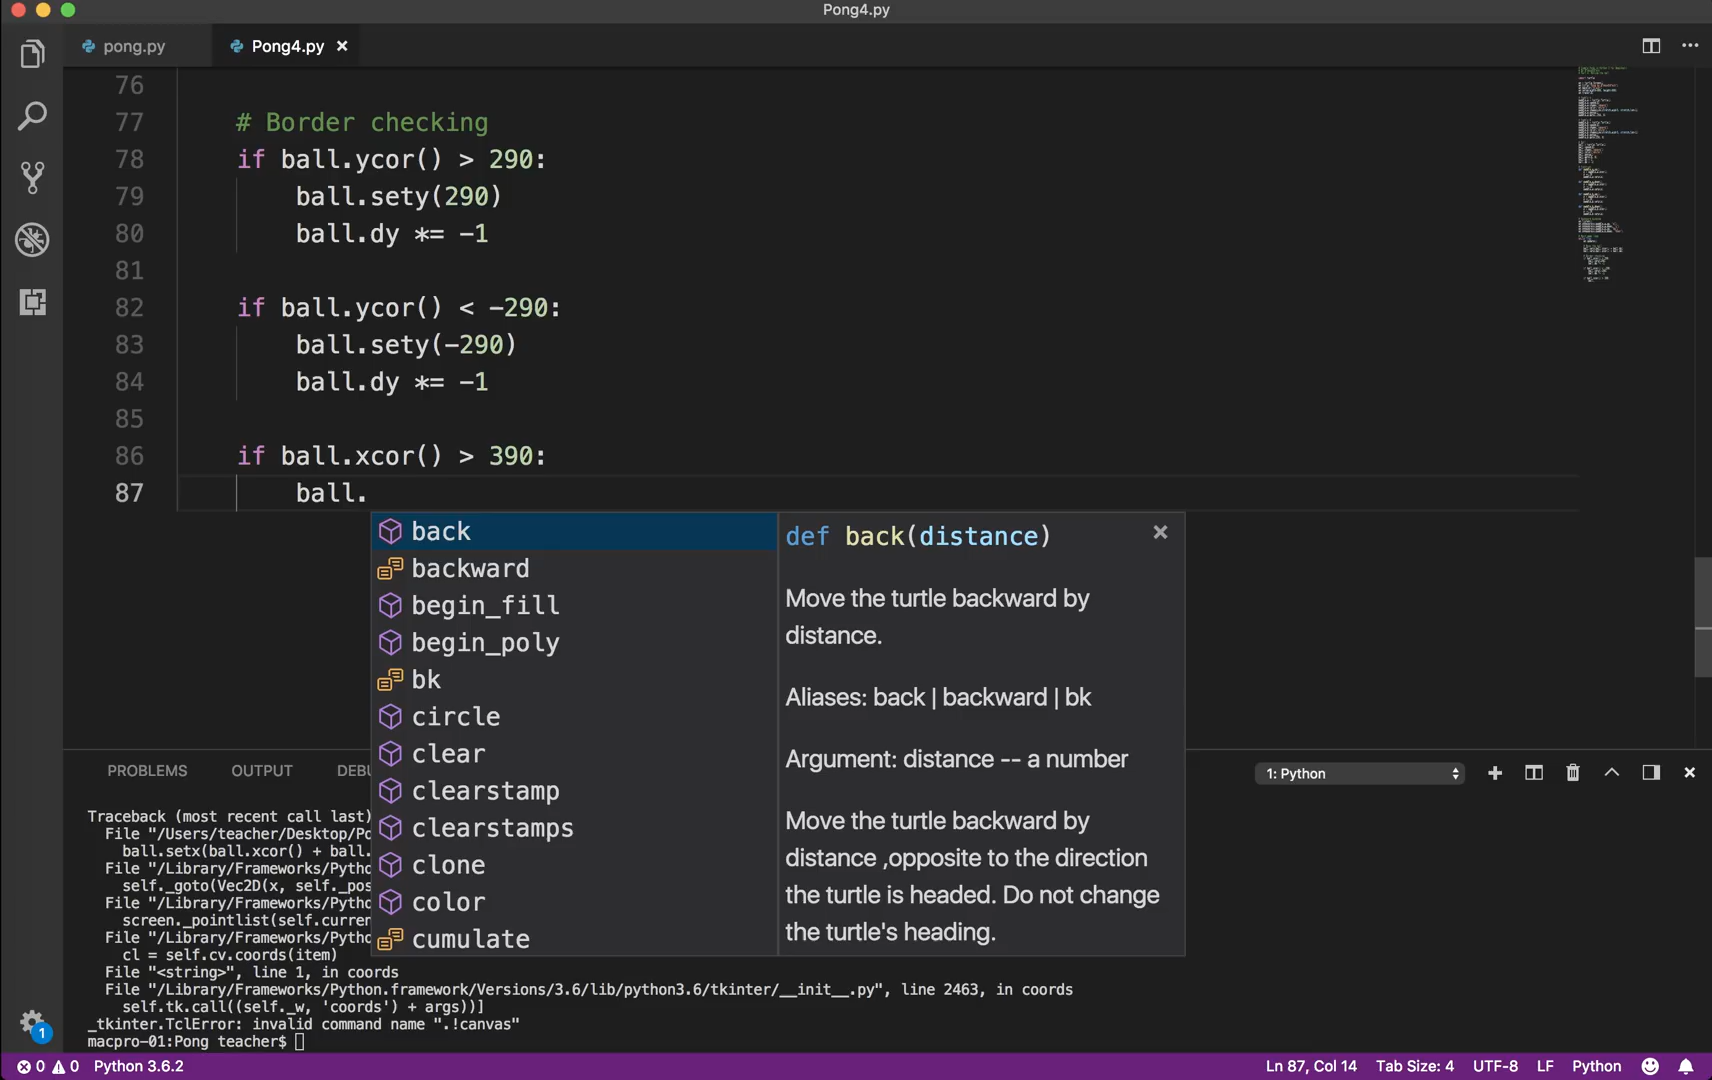 Pong4.py
pong.py
Pong4.py
76
77 # Border checking
78 if ball.ycor() > 290:
79 ball.sety(290)
80 ball.dy *= -1
81
82 if ball.ycor() < -290:
83 ball.sety(-290)
84 ball.dy *= -1
85
86 if ball.xcor() > 390:
87 ball.
back
backward
begin_fill
begin_poly
bk
circle
clear
clearstamp
clearstamps
clone
color
cumulate
def back(distance)
Move the turtle backward by
distance.
Aliases: back | backward | bk
Argument: distance -- a number
Move the turtle backward by
distance ,opposite to the direction
the turtle is headed. Do not change
the turtle's heading.
PROBLEMS OUTPUT DEBU
1: Python
Traceback (most recent call last)
File "/Users/teacher/Desktop/Po
ball.setx(ball.xcor() + ball.
File "/Library/Frameworks/Pytho
self._goto(Vec2D(x, self._pos
File "/Library/Frameworks/Pytho
screen._pointlist(self.curren
File "/Library/Frameworks/Pytho
cl = self.cv.coords(item)
File "<string>", line 1, in coords
File "/Library/Frameworks/Python.framework/Versions/3.6/lib/python3.6/tkinter/__init__.py", line 2463, in coords
self.tk.call((self._w, 'coords') + args))]
_tkinter.TclError: invalid command name ".!canvas"
macpro-01:Pong teacher$
1
0 0 Python 3.6.2
Ln 87, Col 14 Tab Size: 4 UTF-8 LF Python